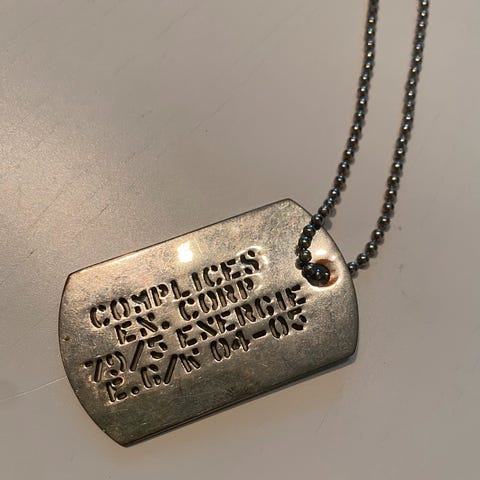 COMPLICES
EN. CORP
79/5 ENERGIE
E.G/N 04-05